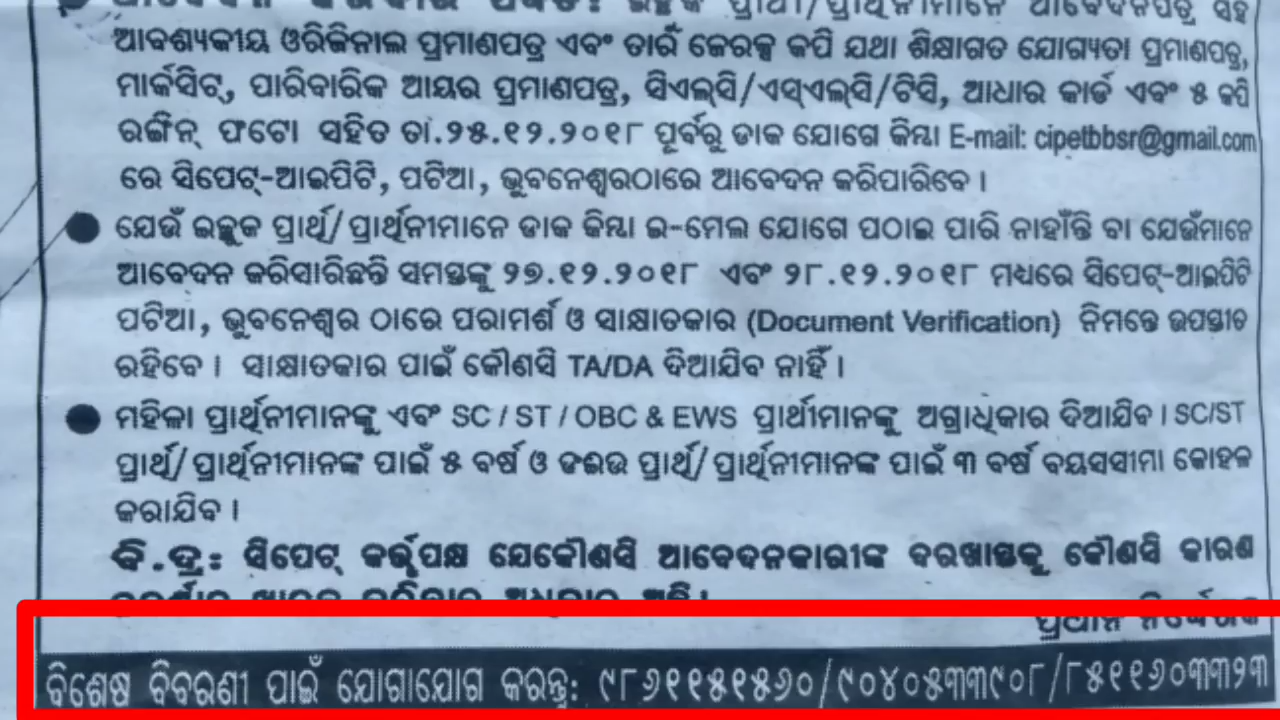 ଆବଶ୍ୟକୀୟ ଓରିଜିନାଲ ପ୍ରମାଣପତ୍ର ଏବଂ ତାର୍ ଜେରକ୍ସ କପି ଯଥା ଶିକ୍ଷାଗତ ଯୋଗ୍ୟତା ପ୍ରମାଣପତ୍ର,
ମାର୍କସିଟ୍, ପାରିବାରିକ ଆୟର ପ୍ରମାଣପତ୍ର, ସିଏଲ୍‌ସି/ଏସ୍ଏଲ୍‌ସି/ଟିସି, ଆଧାର କାର୍ଡ ଏବଂ ୫ କପି
ରଙ୍ଗିନ୍ ଫଟୋ ସହିତ ତା.୨୫.୧୨.୨୦୧୮ ପୂର୍ବରୁ ଡାକ ଯୋଗେ କିମ୍ବା E-mail: cipetbbsr@gmail.com
ରେ ସିପେଟ୍-ଆଇପିଟି, ପଟିଆ, ଭୁବନେଶ୍ୱରଠାରେ ଆବେଦନ କରିପାରିବେ।
● ଯେଉଁ ଇଚ୍ଛୁକ ପ୍ରାର୍ଥି/ପ୍ରାର୍ଥିନୀମାନେ ଡାକ କିମ୍ବା ଇ-ମେଲ ଯୋଗେ ପଠାଇ ପାରି ନାହାଁନ୍ତି ବା ଯେଉଁମାନେ
ଆବେଦନ କରିସାରିଛନ୍ତି ସମସ୍ତଙ୍କୁ ୨୭.୧୨.୨୦୧୮ ଏବଂ ୨୮.୧୨.୨୦୧୮ ମଧ୍ୟରେ ସିପେଟ୍-ଆଇପିଟି
ପଟିଆ, ଭୁବନେଶ୍ୱର ଠାରେ ପରାମର୍ଶ ଓ ସାକ୍ଷାତକାର (Document Verification) ନିମନ୍ତେ ଉପସ୍ଥିତ
ରହିବେ। ସାକ୍ଷାତକାର ପାଇଁ କୌଣସି TA/DA ଦିଆଯିବ ନାହିଁ।
● ମହିଳା ପ୍ରାର୍ଥିନୀମାନଙ୍କୁ ଏବଂ SC / ST / OBC & EWS ପ୍ରାର୍ଥୀମାନଙ୍କୁ ଅଗ୍ରାଧିକାର ଦିଆଯିବ। SC/ST
ପ୍ରାର୍ଥି/ପ୍ରାର୍ଥିନୀମାନଙ୍କ ପାଇଁ ୫ ବର୍ଷ ଓ ପ୍ରାର୍ଥି/ପ୍ରାର୍ଥିନୀମାନଙ୍କ ପାଇଁ ୩ ବର୍ଷ ବୟସସୀମା କୋହଳ
କରାଯିବ।
ବି.ଦ୍ର: ସିପେଟ୍ କର୍ତ୍ତୃପକ୍ଷ ଯେକୌଣସି ଆବେଦନକାରୀଙ୍କ ଦରଖାସ୍ତକୁ କୌଣସି କାରଣ
ବିଶେଷ ବିବରଣୀ ପାଇଁ ଯୋଗାଯୋଗ କରନ୍ତୁ: ୯୮୬୧୧୫୧୫୬୦/୯୦୪୦୫୩୩୯୦୮/୮୫୧୧୬୦୩୩୨୩